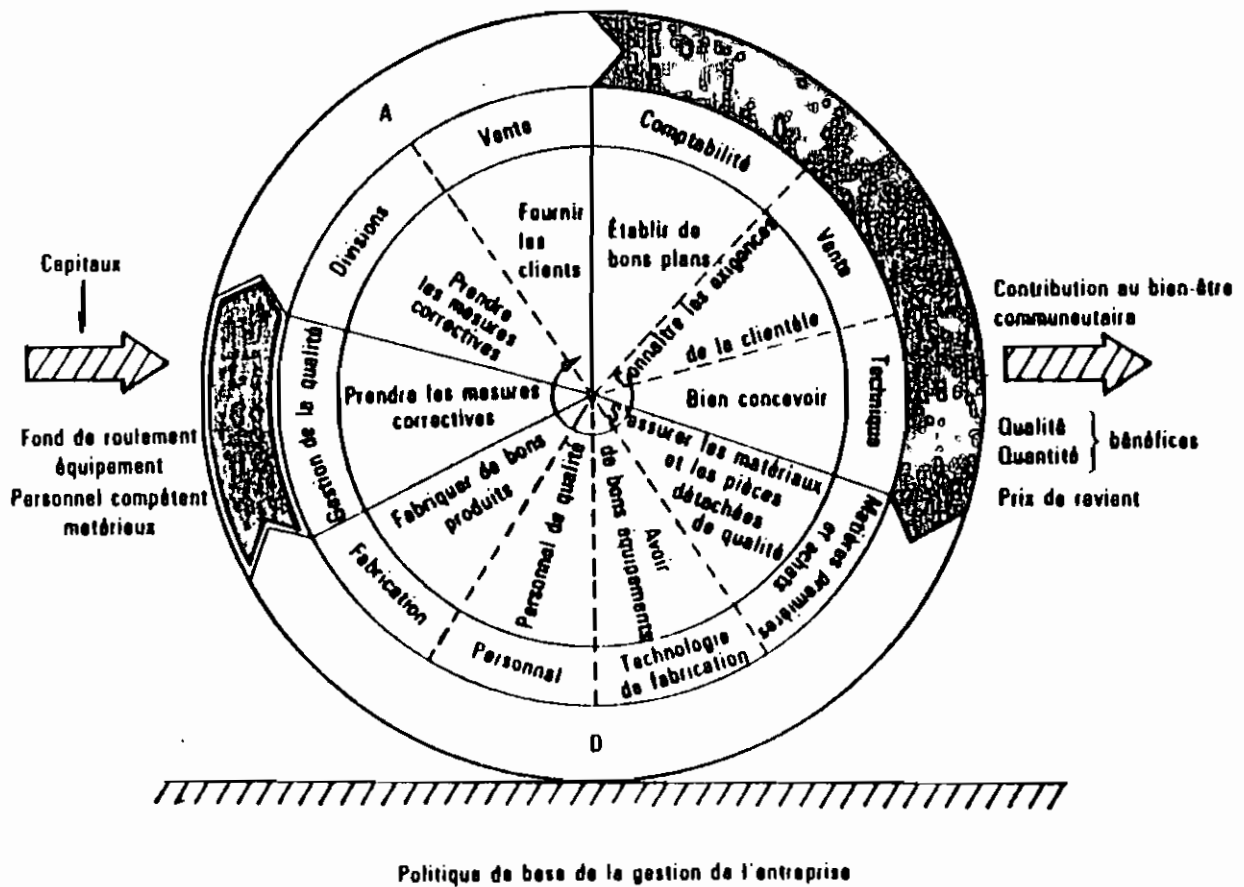 A
Vente
Comptabilité
Divisions
Fournir
les
clients
Établir de
bons plans
Vente
Capitaux
Prendre
les mesures
correctives
Connaître les exigences
de la clientèle
Contribution au bien-être
communautaire
Gestion de la qualité
Prendre les mesures
correctives
Bien concevoir
Technique
Fond de roulement
équipement
Personnel compétent
matériaux
Qualité
Quantité
bénéfices
Prix de revient
Fabriquer de bons
produits
Personnel de qualité
Avoir
de bons équipements
S'assurer les matériaux
et les pièces
détachées
de qualité
Matières premières
et achats
Fabrication
Personnel
Technologie
de fabrication
D
Politique de base de la gestion de l'entreprise